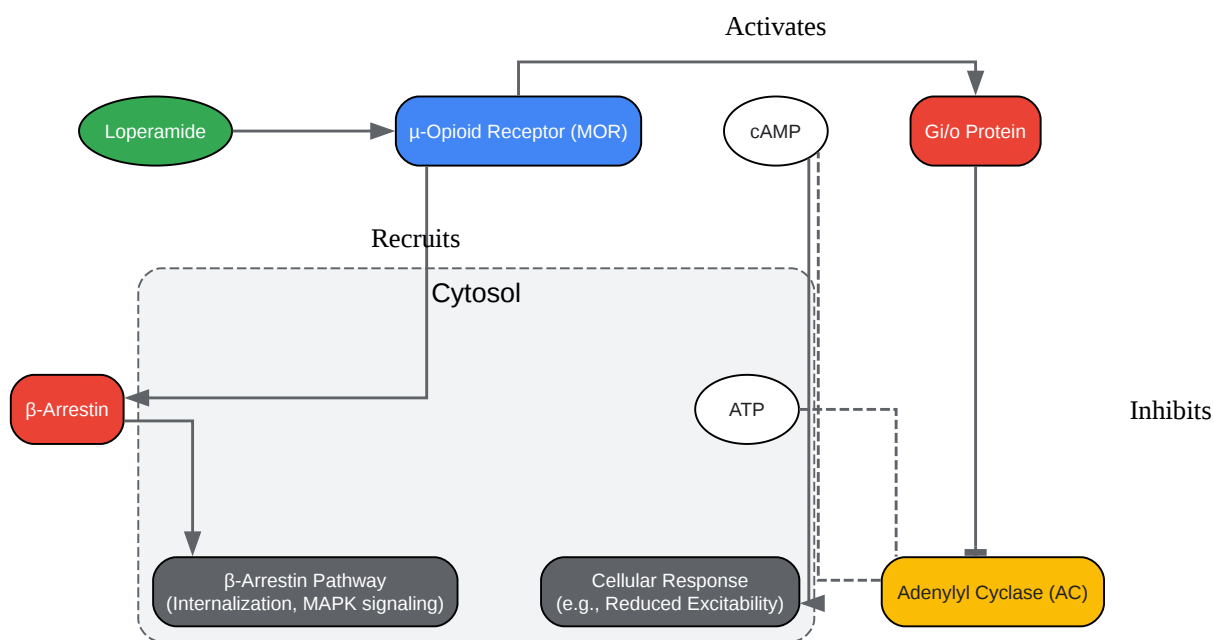 Activates
Loperamide
µ-Opioid Receptor (MOR)
cAMP
Gi/o Protein
Recruits
Cytosol
β-Arrestin
ATP
Inhibits
β-Arrestin Pathway
(Internalization, MAPK signaling)
Cellular Response
(e.g., Reduced Excitability)
Adenylyl Cyclase (AC)